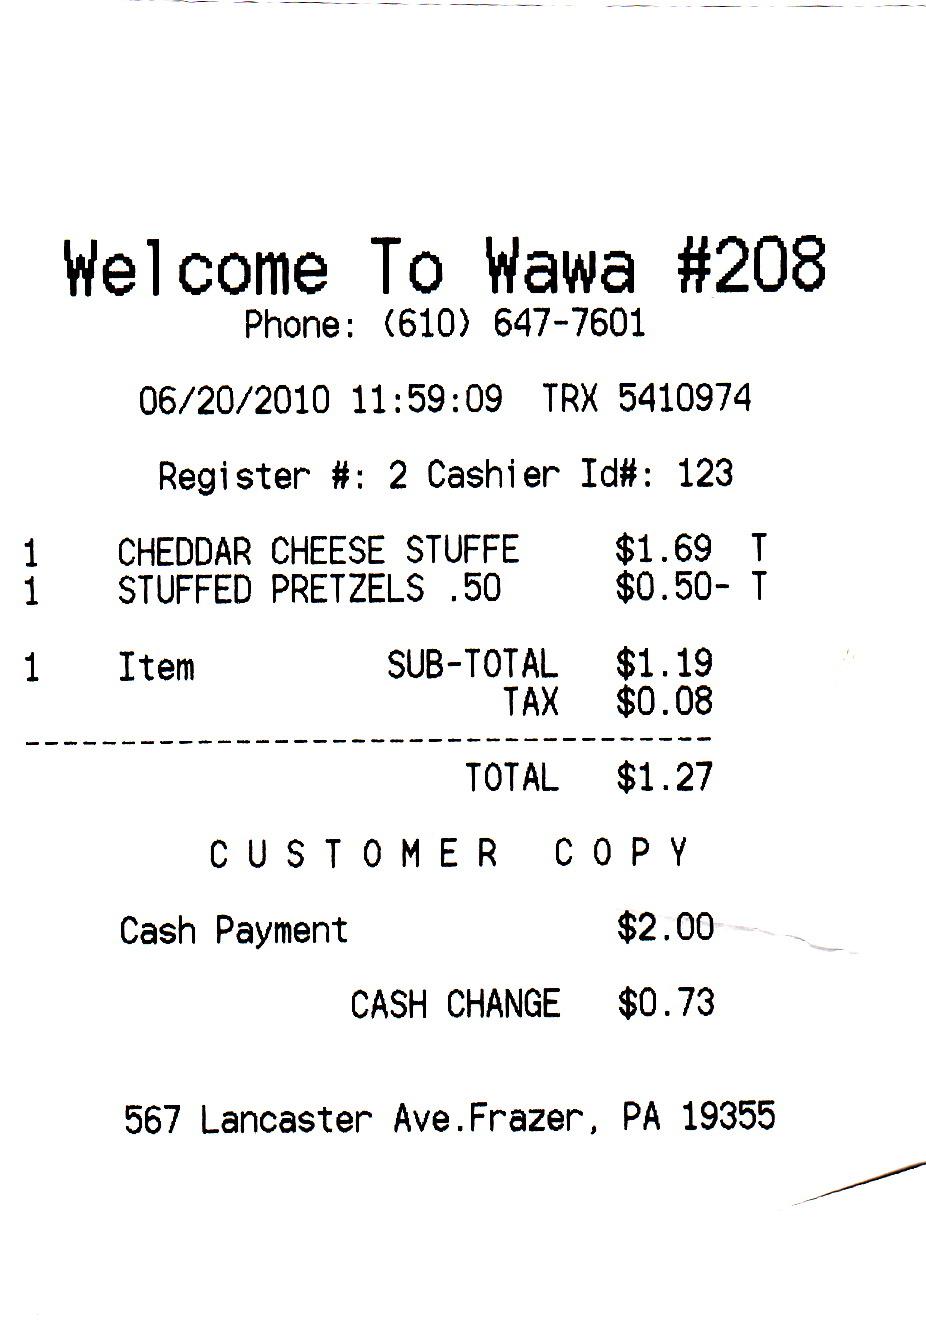 Welcome To Wawa #208
Phone: (610) 647-7601
06/20/2010 11:59:09 TRX 5410974
Register #: 2 Cashier Id#: 123
1 CHEDDAR CHEESE STUFFE $1.69 T
1 STUFFED PRETZELS .50 $0.50- T
1 Item SUB-TOTAL $1.19
TAX $0.08
------------------------------------
TOTAL $1.27
CUSTOMER COPY
Cash Payment $2.00
CASH CHANGE $0.73
567 Lancaster Ave.Frazer, PA 19355